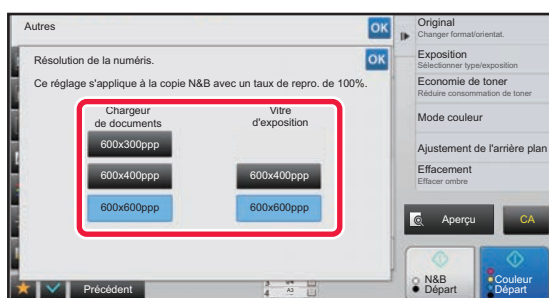 Autres
OK
Résolution de la numéris.
OK
Ce réglage s'applique à la copie N&B avec un taux de repro. de 100%.
Chargeur
de documents
Vitre
d'exposition
600x300ppp
600x400ppp
600x400ppp
600x600ppp
600x600ppp
Original
Changer format/orientat.
Exposition
Sélectionner type/exposition
Economie de toner
Réduire consommation de toner
Mode couleur
Ajustement de l'arrière plan
Effacement
Effacer ombre
Aperçu
CA
Précédent
3
4
A3
N&B
Départ
Couleur
Départ